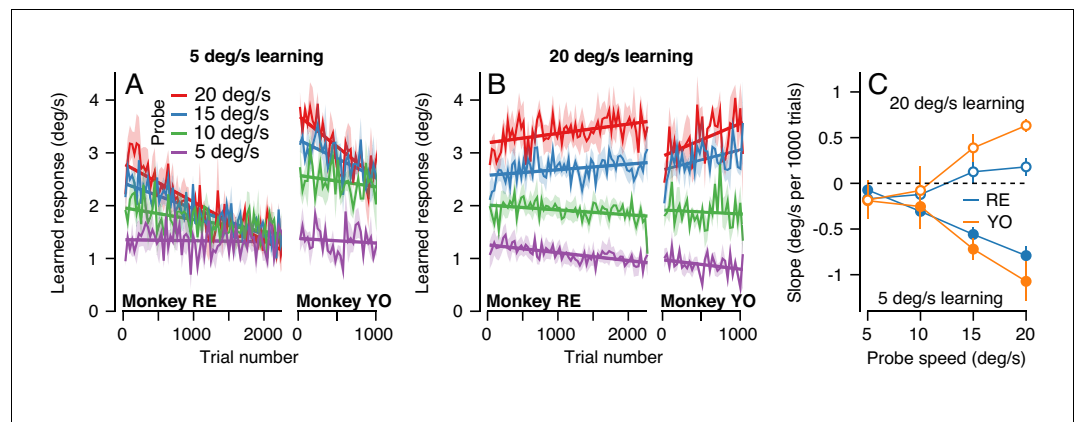 5 deg/s learning
20 deg/s learning
A
Probe
20 deg/s
15 deg/s
10 deg/s
5 deg/s
Learned response (deg/s)
4
3
2
1
0
Monkey RE
Monkey YO
0
1000
2000
0
1000
Trial number
B
Learned response (deg/s)
4
3
2
1
0
Monkey RE
Monkey YO
0
1000
2000
0
1000
Trial number
C
20 deg/s learning
Slope (deg/s per 1000 trials)
1
0.5
0
-0.5
-1
RE
YO
5 deg/s learning
5
10
15
20
Probe speed (deg/s)